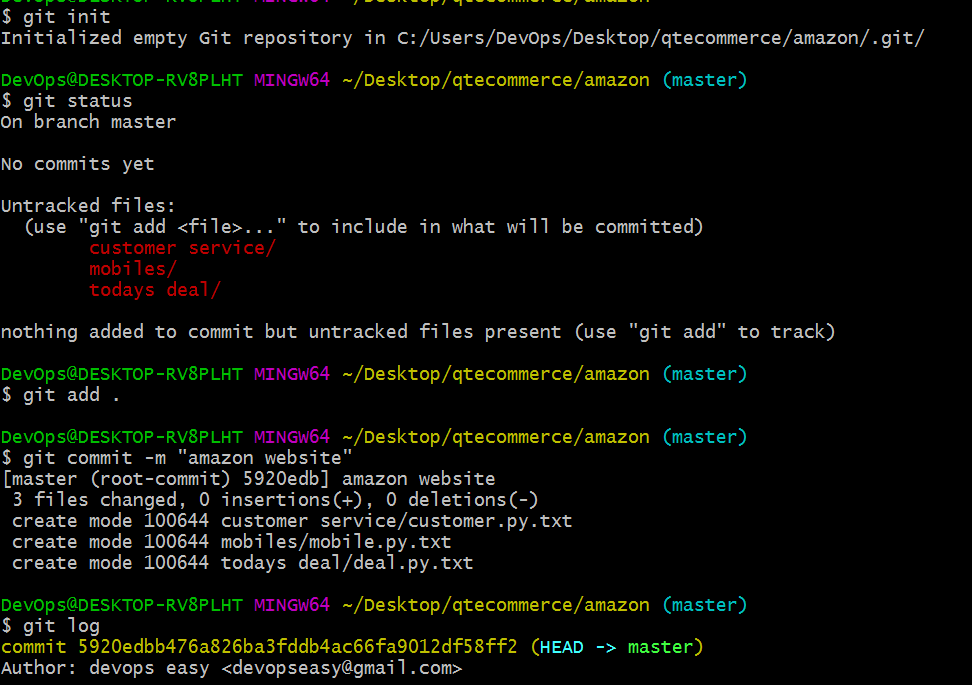 DevOps@DESKTOP-RV8PLHT MINGW64 ~/Desktop/qtecommerce/amazon
$ git init
Initialized empty Git repository in C:/Users/DevOps/Desktop/qtecommerce/amazon/.git/
DevOps@DESKTOP-RV8PLHT MINGW64 ~/Desktop/qtecommerce/amazon (master)
$ git status
On branch master
No commits yet
Untracked files:
  (use "git add <file>..." to include in what will be committed)
        customer service/
        mobiles/
        todays deal/
nothing added to commit but untracked files present (use "git add" to track)
DevOps@DESKTOP-RV8PLHT MINGW64 ~/Desktop/qtecommerce/amazon (master)
$ git add .
DevOps@DESKTOP-RV8PLHT MINGW64 ~/Desktop/qtecommerce/amazon (master)
$ git commit -m "amazon website"
[master (root-commit) 5920edb] amazon website
 3 files changed, 0 insertions(+), 0 deletions(-)
 create mode 100644 customer service/customer.py.txt
 create mode 100644 mobiles/mobile.py.txt
 create mode 100644 todays deal/deal.py.txt
DevOps@DESKTOP-RV8PLHT MINGW64 ~/Desktop/qtecommerce/amazon (master)
$ git log
commit 5920edbb476a826ba3fddb4ac66fa9012df58ff2 (HEAD -> master)
Author: devops easy <devopseasy@gmail.com>